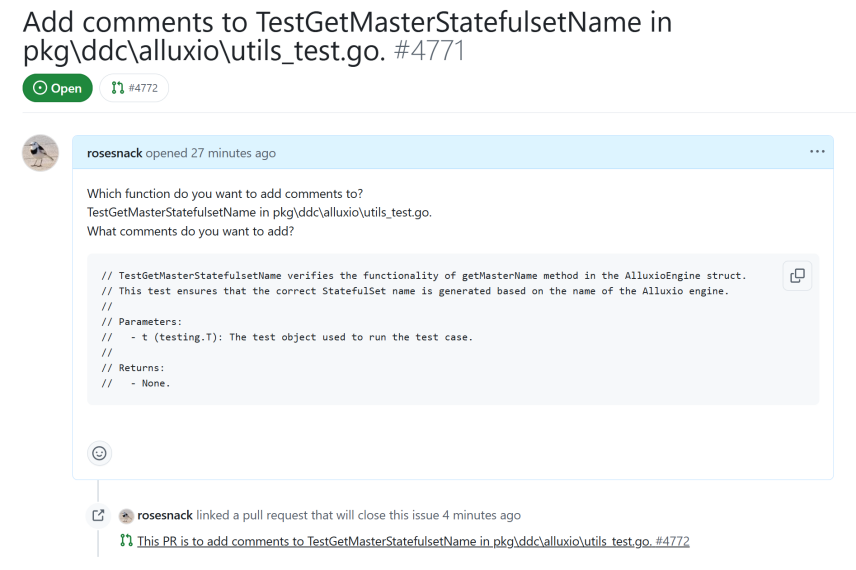 Add comments to TestGetMasterStatefulsetName in
pkg\ddc\alluxio\utils_test.go. #4771
Open #4772
rosesnack opened 27 minutes ago
Which function do you want to add comments to?
TestGetMasterStatefulsetName in pkg\ddc\alluxio\utils_test.go.
What comments do you want to add?
// TestGetMasterStatefulsetName verifies the functionality of getMasterName method in the AlluxioEngine struct.
// This test ensures that the correct StatefulSet name is generated based on the name of the Alluxio engine.
//
// Parameters:
//   - t (testing.T): The test object used to run the test case.
//
// Returns:
//   - None.
rosesnack linked a pull request that will close this issue 4 minutes ago
This PR is to add comments to TestGetMasterStatefulsetName in pkg\ddc\alluxio\utils_test.go. #4772